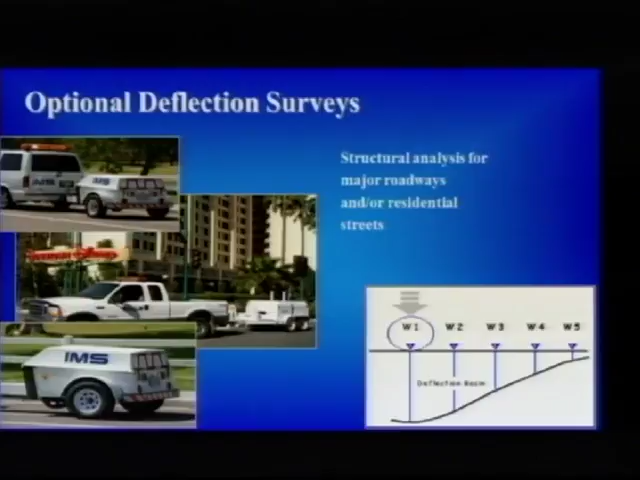 Optional Deflection Surveys
Structural analysis for
major roadways
and/or residential
streets
IMS
IMS
W1 W2 W3 W4 W5
Deflection Basin